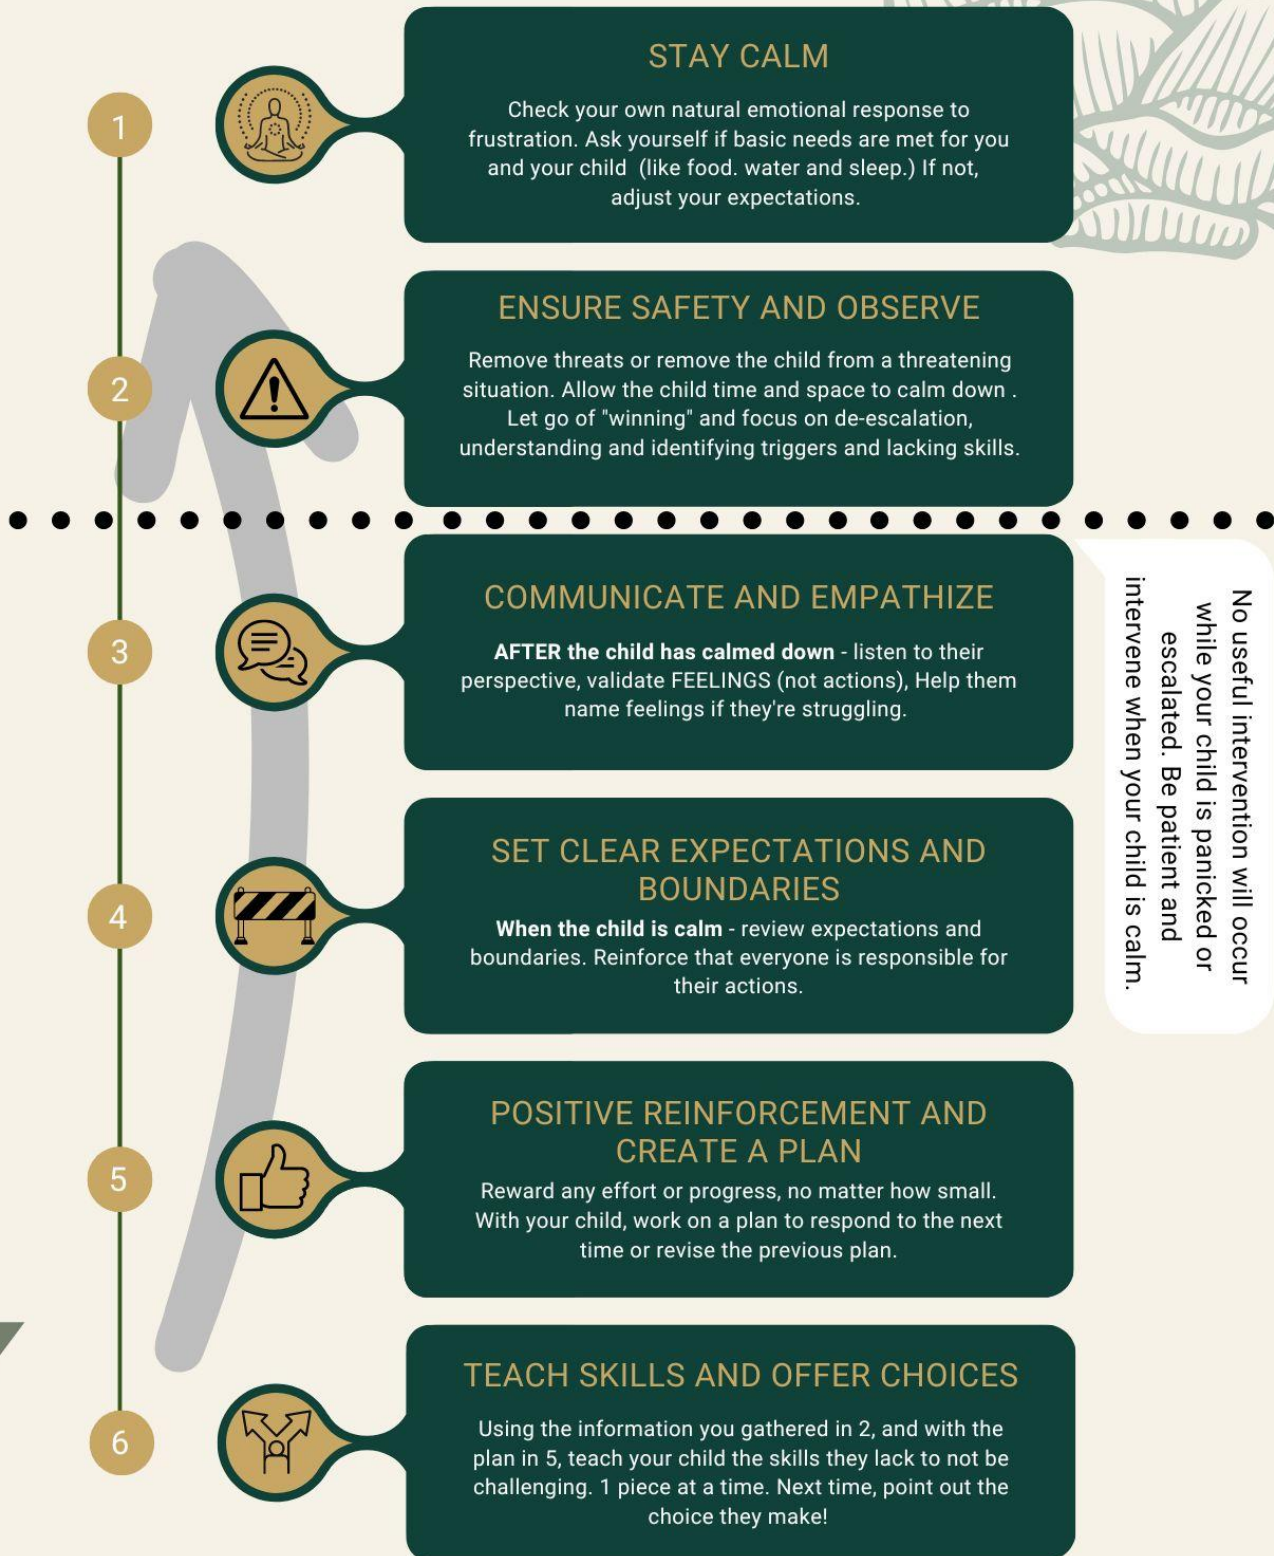 1
STAY CALM
Check your own natural emotional response to
frustration. Ask yourself if basic needs are met for you
and your child  (like food. water and sleep.) If not,
adjust your expectations.
2
ENSURE SAFETY AND OBSERVE
Remove threats or remove the child from a threatening
situation. Allow the child time and space to calm down .
Let go of "winning" and focus on de-escalation,
understanding and identifying triggers and lacking skills.
3
COMMUNICATE AND EMPATHIZE
AFTER the child has calmed down - listen to their
perspective, validate FEELINGS (not actions), Help them
name feelings if they're struggling.
No useful intervention will occur
while your child is panicked or
escalated. Be patient and
intervene when your child is calm.
4
SET CLEAR EXPECTATIONS AND
BOUNDARIES
When the child is calm - review expectations and
boundaries. Reinforce that everyone is responsible for
their actions.
5
POSITIVE REINFORCEMENT AND
CREATE A PLAN
Reward any effort or progress, no matter how small.
With your child, work on a plan to respond to the next
time or revise the previous plan.
6
TEACH SKILLS AND OFFER CHOICES
Using the information you gathered in 2, and with the
plan in 5, teach your child the skills they lack to not be
challenging. 1 piece at a time. Next time, point out the
choice they make!